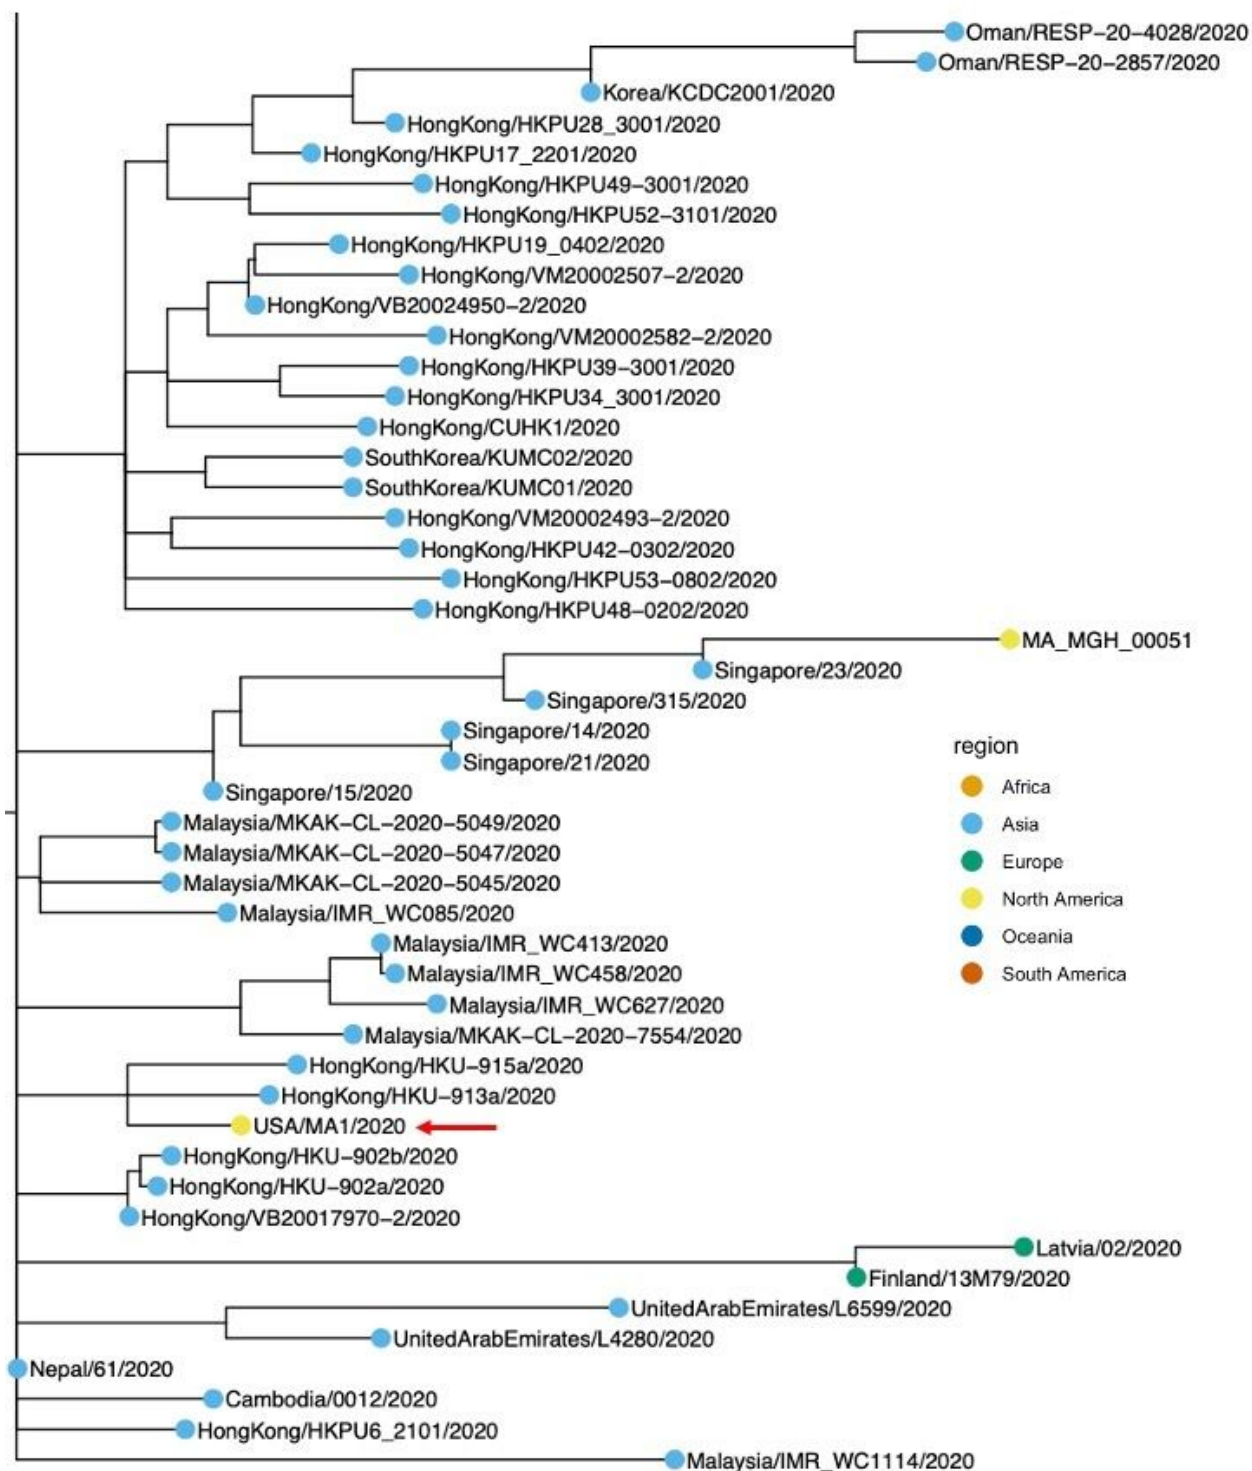 Oman/RESP−20−4028/2020
Oman/RESP−20−2857/2020
Korea/KCDC2001/2020
HongKong/HKPU28_3001/2020
HongKong/HKPU17_2201/2020
HongKong/HKPU49−3001/2020
HongKong/HKPU52−3101/2020
HongKong/HKPU19_0402/2020
HongKong/VM20002507−2/2020
HongKong/VB20024950−2/2020
HongKong/VM20002582−2/2020
HongKong/HKPU39−3001/2020
HongKong/HKPU34_3001/2020
HongKong/CUHK1/2020
SouthKorea/KUMC02/2020
SouthKorea/KUMC01/2020
HongKong/VM20002493−2/2020
HongKong/HKPU42−0302/2020
HongKong/HKPU53−0802/2020
HongKong/HKPU48−0202/2020
MA_MGH_00051
Singapore/23/2020
Singapore/315/2020
Singapore/14/2020
Singapore/21/2020
Singapore/15/2020
Malaysia/MKAK−CL−2020−5049/2020
Malaysia/MKAK−CL−2020−5047/2020
Malaysia/MKAK−CL−2020−5045/2020
Malaysia/IMR_WC085/2020
Malaysia/IMR_WC413/2020
Malaysia/IMR_WC458/2020
Malaysia/IMR_WC627/2020
Malaysia/MKAK−CL−2020−7554/2020
HongKong/HKU−915a/2020
HongKong/HKU−913a/2020
USA/MA1/2020
HongKong/HKU−902b/2020
HongKong/HKU−902a/2020
HongKong/VB20017970−2/2020
Latvia/02/2020
Finland/13M79/2020
UnitedArabEmirates/L6599/2020
UnitedArabEmirates/L4280/2020
Nepal/61/2020
Cambodia/0012/2020
HongKong/HKPU6_2101/2020
Malaysia/IMR_WC1114/2020
region
Africa
Asia
Europe
North America
Oceania
South America